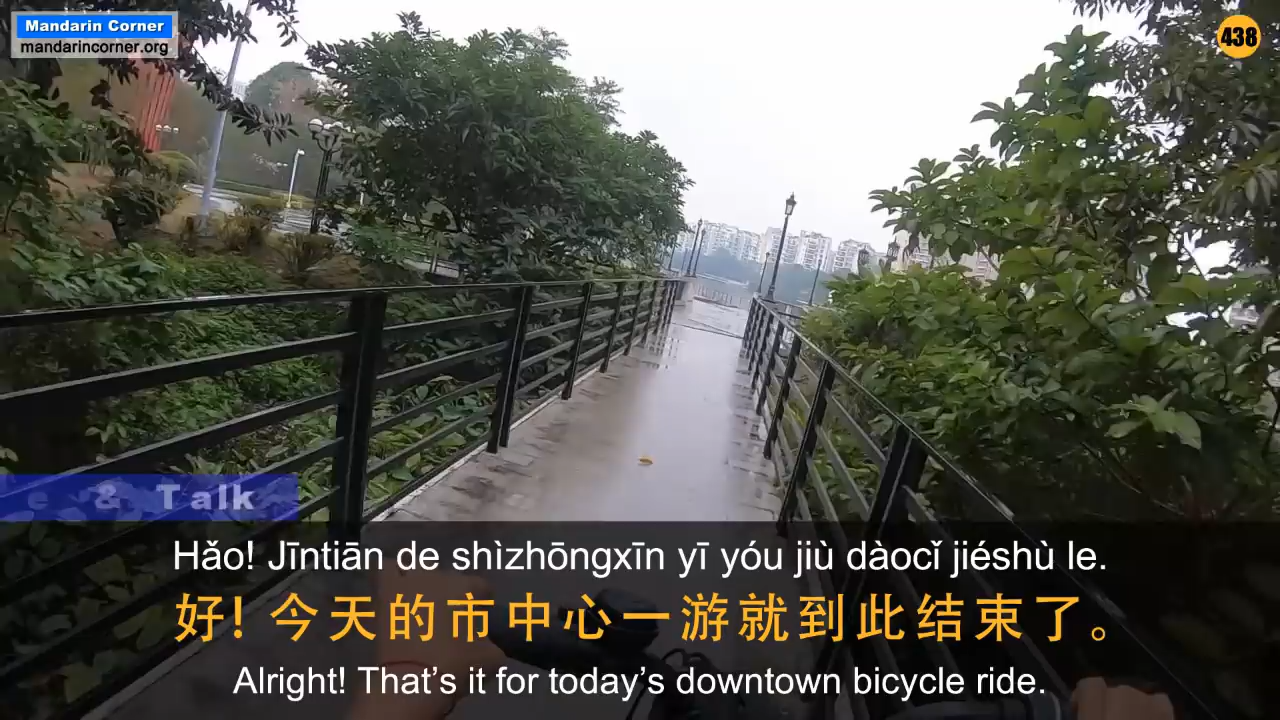 Mandarin Corner
mandarincorner.org
438
e & Talk
Hǎo! Jīntiān de shìzhōngxīn yī yóu jiù dàocǐ jiéshù le.
好! 今天的市中心一游就到此结束了。
Alright! That's it for today's downtown bicycle ride.